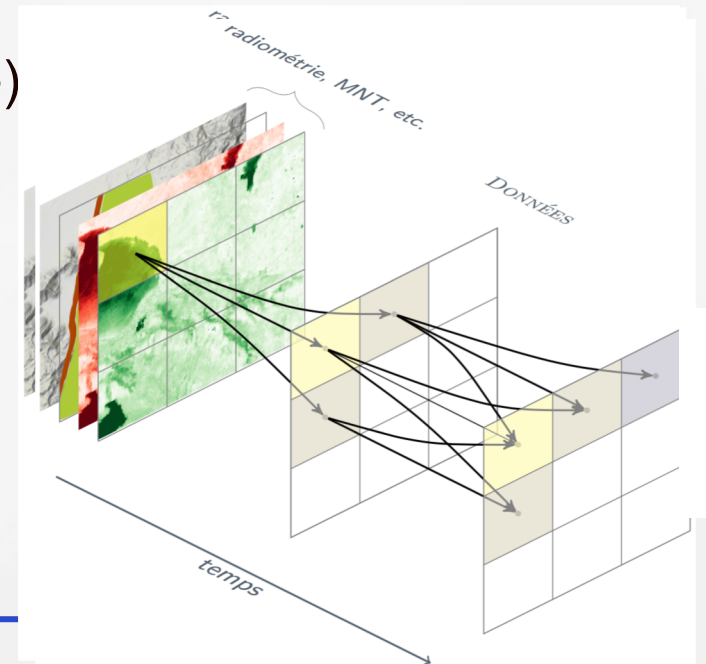 )
radiométrie, MNT, etc.
DONNÉES
temps